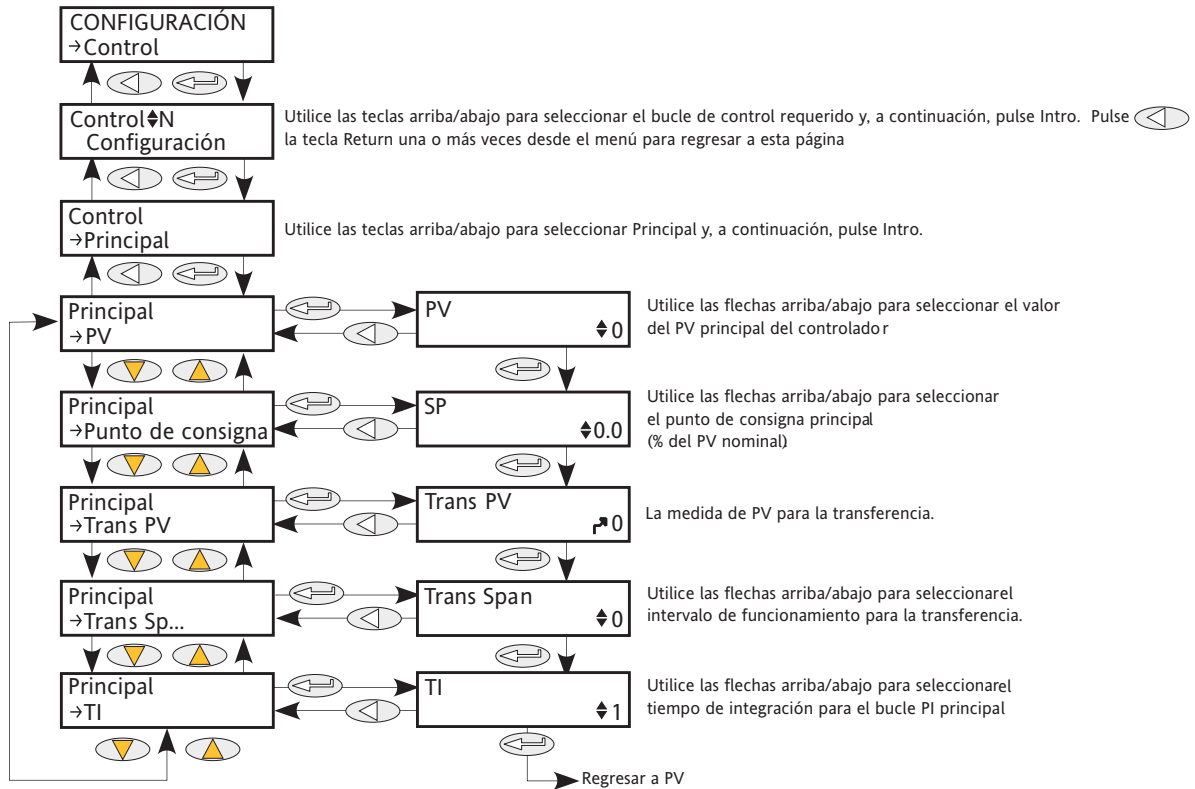 CONFIGURACIÓN
→Control
Control♦N
Configuración
Utilice las teclas arriba/abajo para seleccionar el bucle de control requerido y, a continuación, pulse Intro. Pulse
la tecla Return una o más veces desde el menú para regresar a esta página
Control
→Principal
Utilice las teclas arriba/abajo para seleccionar Principal y, a continuación, pulse Intro.
Principal
→PV
PV
♦0
Utilice las flechas arriba/abajo para seleccionar el valor
del PV principal del controlador
Principal
→Punto de consigna
SP
♦0.0
Utilice las flechas arriba/abajo para seleccionar
el punto de consigna principal
(% del PV nominal)
Principal
→Trans PV
Trans PV
0
La medida de PV para la transferencia.
Principal
→Trans Sp...
Trans Span
♦0
Utilice las flechas arriba/abajo para seleccionarel
intervalo de funcionamiento para la transferencia.
Principal
→TI
TI
♦1
Utilice las flechas arriba/abajo para seleccionarel
tiempo de integración para el bucle PI principal
Regresar a PV